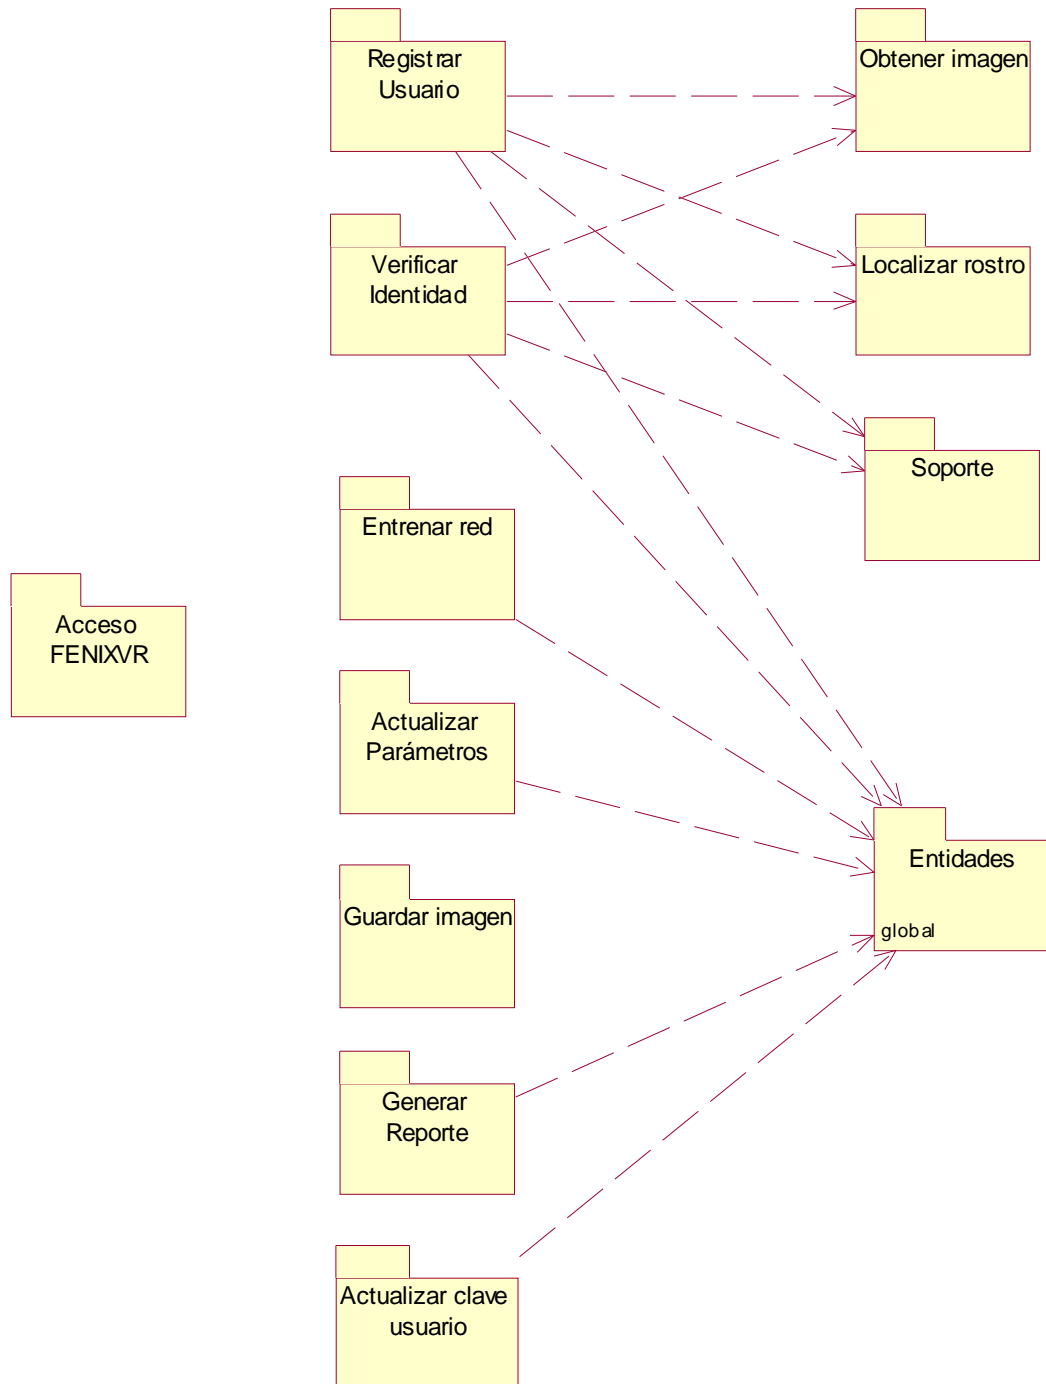 Registrar
Usuario
Obtener imagen
Verificar
Identidad
Localizar rostro
Soporte
Entrenar red
Acceso
FENIXVR
Actualizar
Parámetros
Entidades
global
Guardar imagen
Generar
Reporte
Actualizar clave
usuario